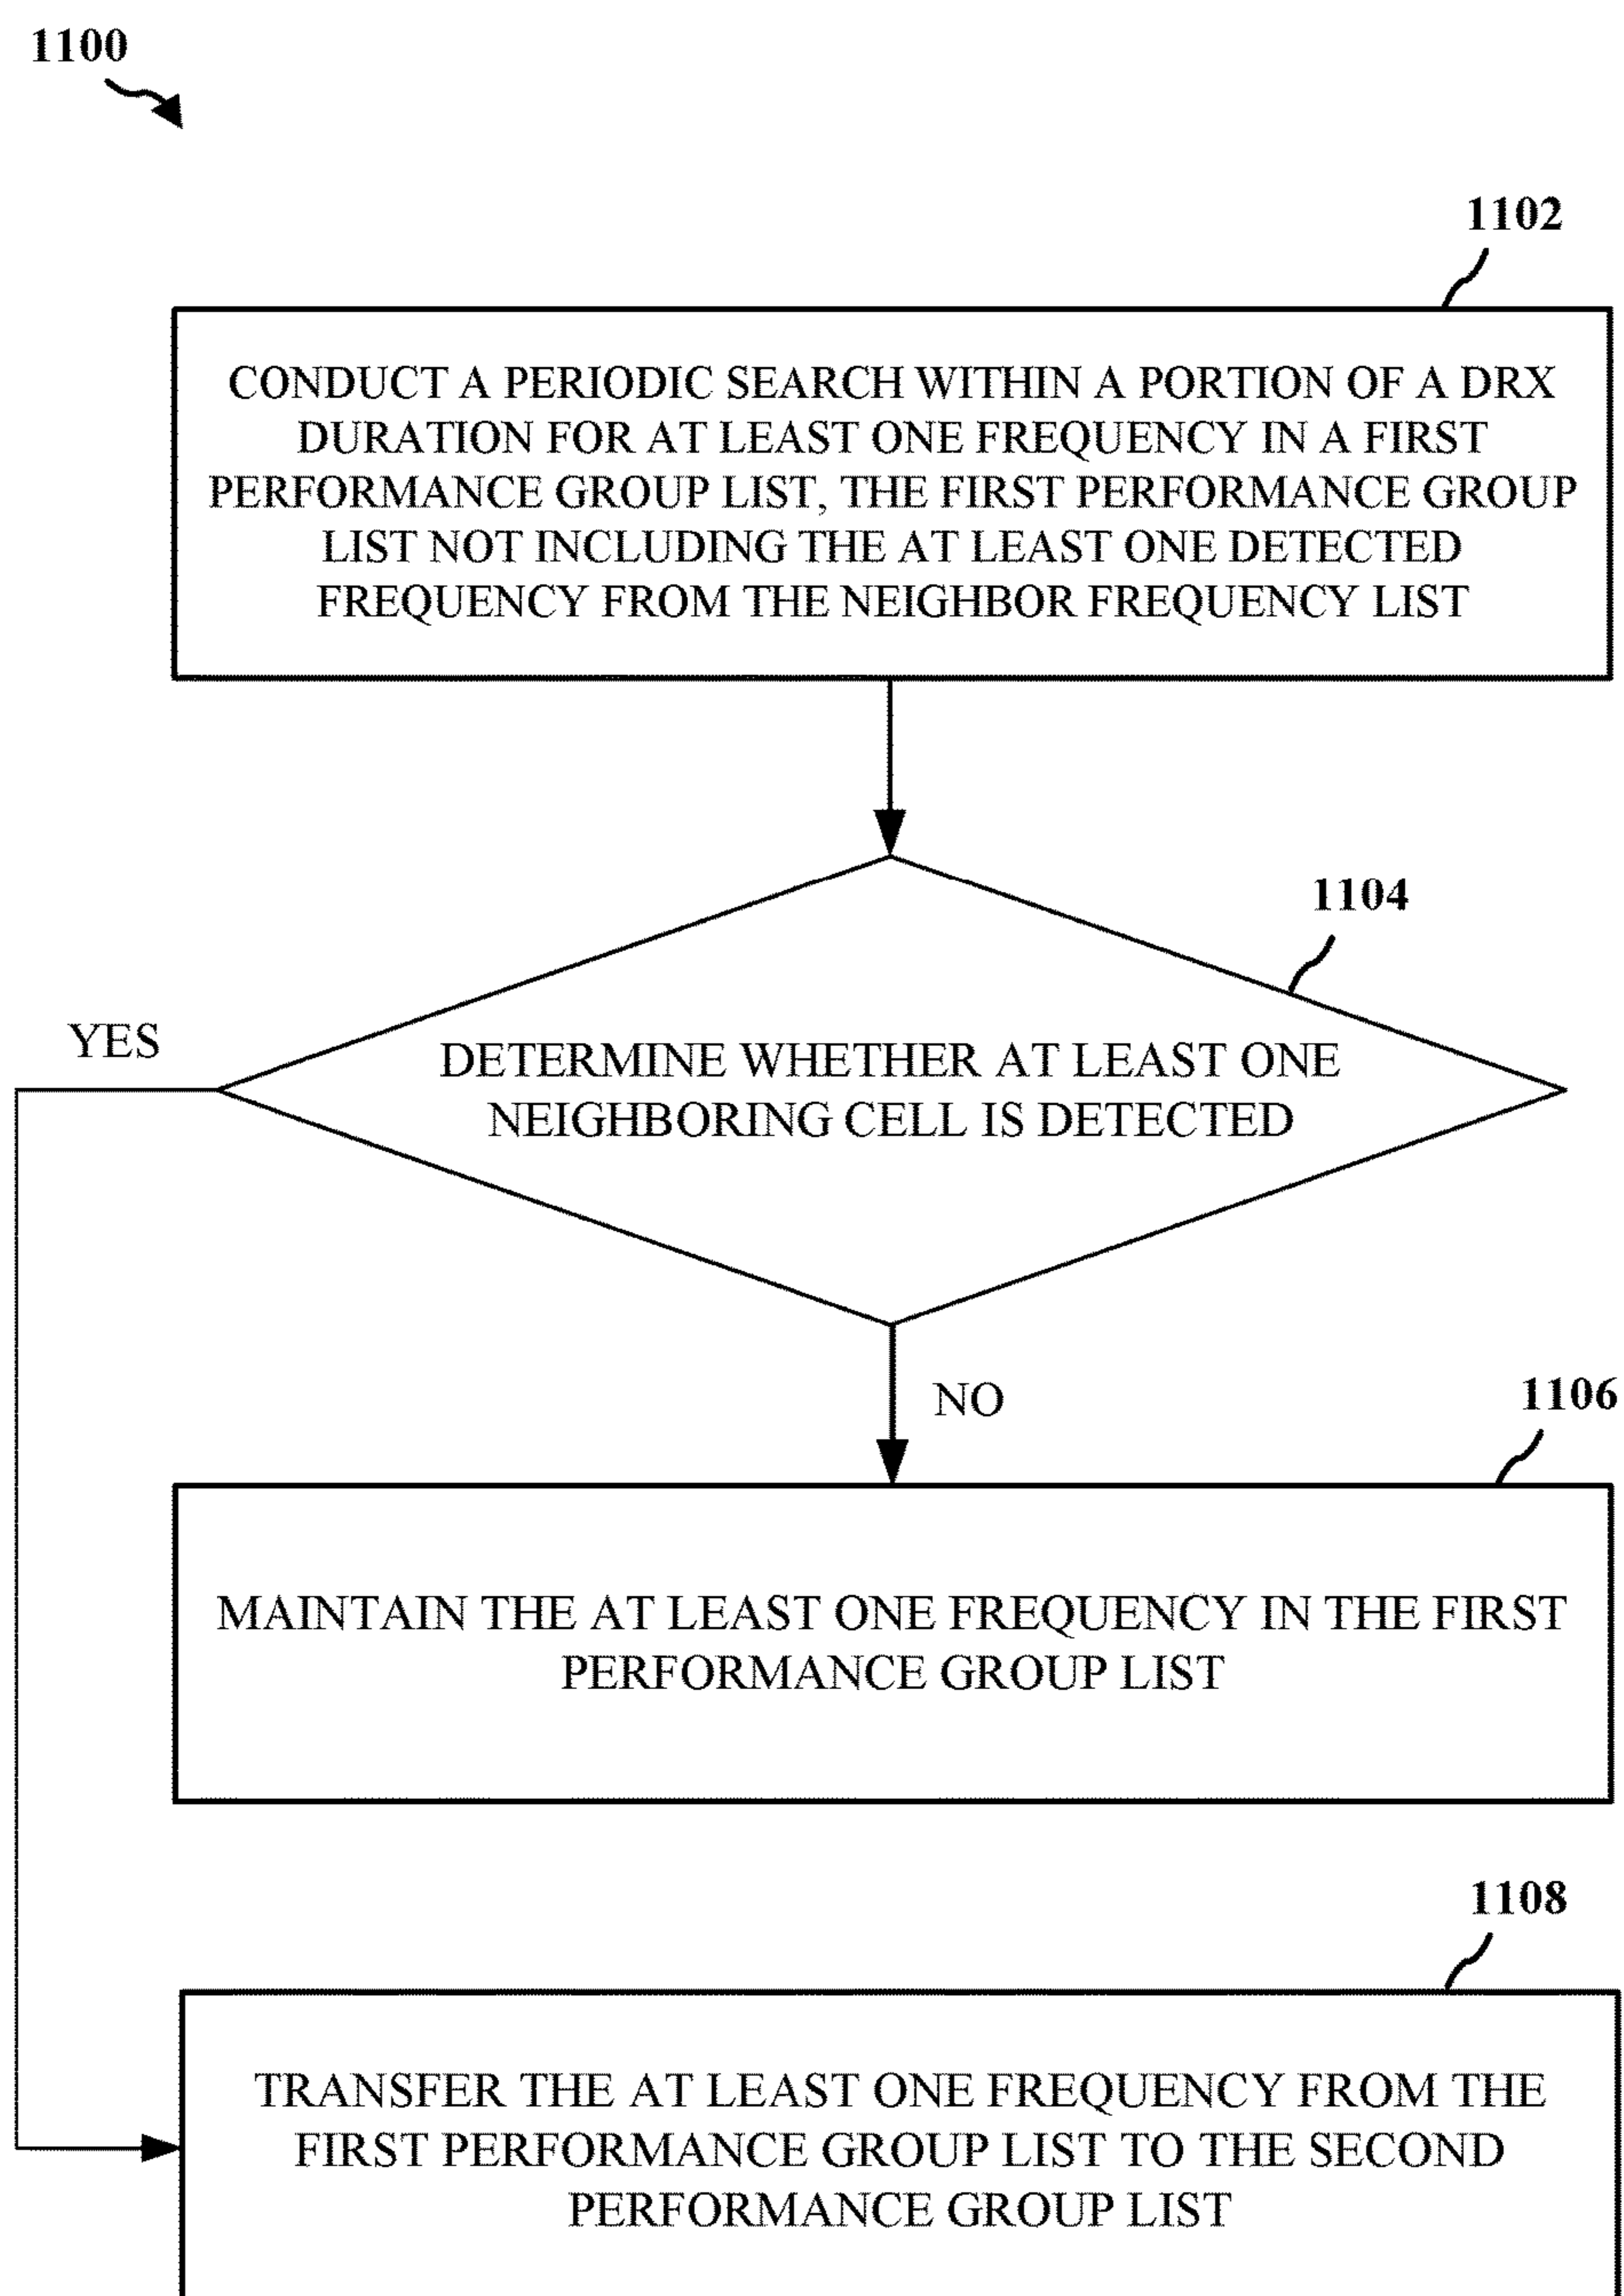 1100
1102
CONDUCT A PERIODIC SEARCH WITHIN A PORTION OF A DRX
DURATION FOR AT LEAST ONE FREQUENCY IN A FIRST
PERFORMANCE GROUP LIST, THE FIRST PERFORMANCE GROUP
LIST NOT INCLUDING THE AT LEAST ONE DETECTED
FREQUENCY FROM THE NEIGHBOR FREQUENCY LIST
1104
YES
DETERMINE WHETHER AT LEAST ONE
NEIGHBORING CELL IS DETECTED
NO
1106
MAINTAIN THE AT LEAST ONE FREQUENCY IN THE FIRST
PERFORMANCE GROUP LIST
1108
TRANSFER THE AT LEAST ONE FREQUENCY FROM THE
FIRST PERFORMANCE GROUP LIST TO THE SECOND
PERFORMANCE GROUP LIST